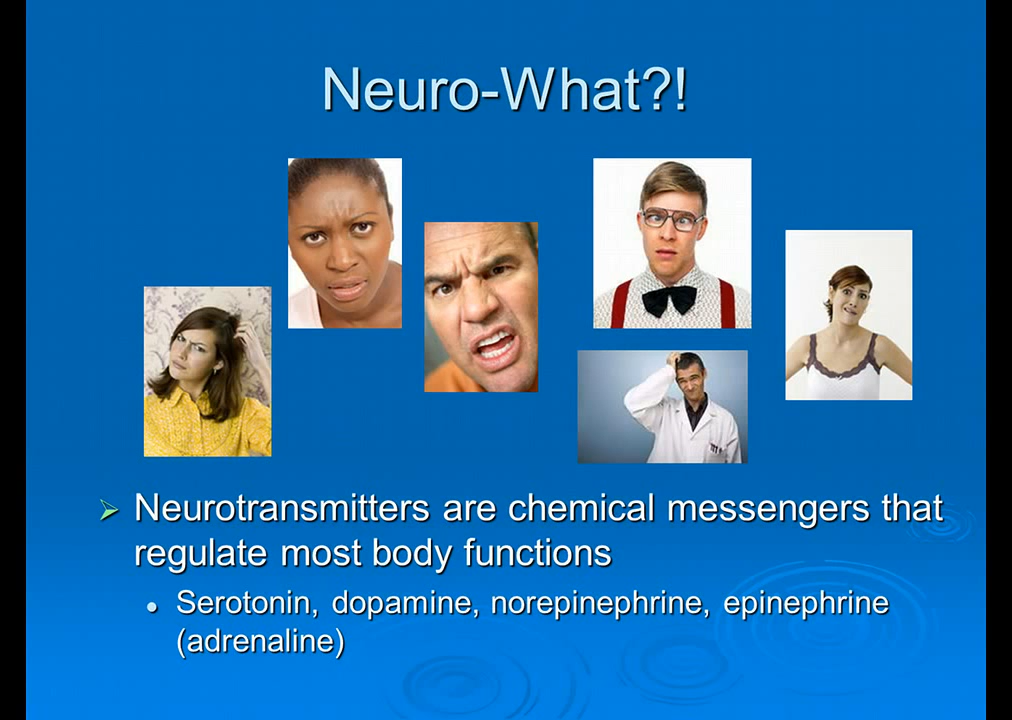 Neuro-What?!
Neurotransmitters are chemical messengers that
regulate most body functions
Serotonin, dopamine, norepinephrine, epinephrine
(adrenaline)